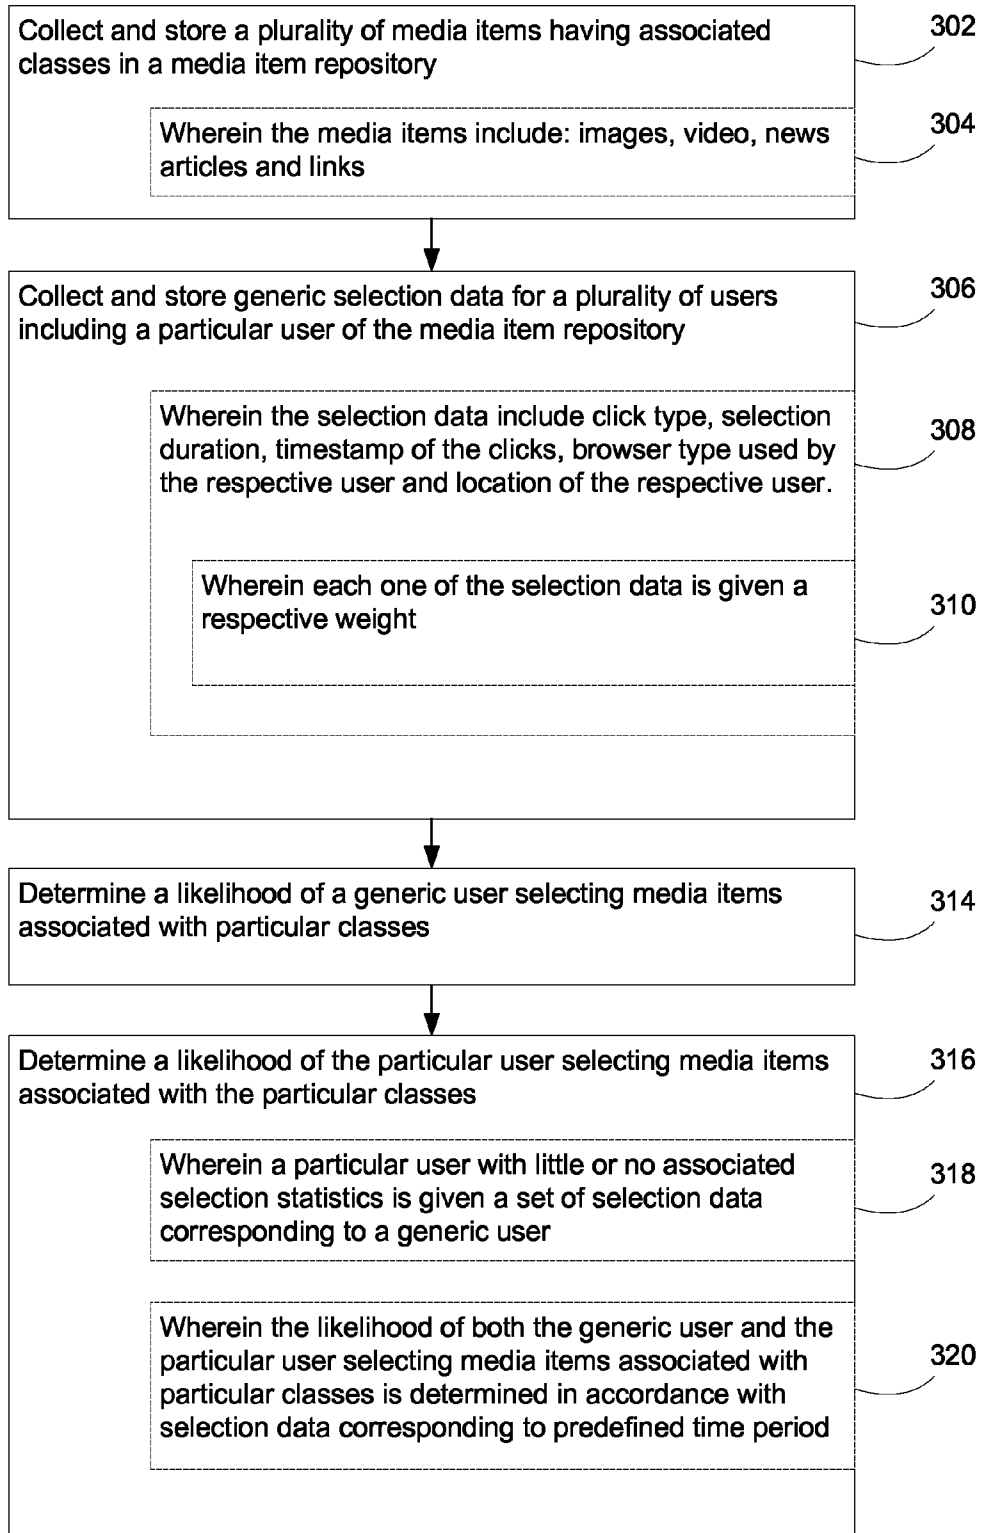 Collect and store a plurality of media items having associated
classes in a media item repository
302
Wherein the media items include: images, video, news
articles and links
304
Collect and store generic selection data for a plurality of users
including a particular user of the media item repository
306
Wherein the selection data include click type, selection
duration, timestamp of the clicks, browser type used by
the respective user and location of the respective user.
308
Wherein each one of the selection data is given a
respective weight
310
Determine a likelihood of a generic user selecting media items
associated with particular classes
314
Determine a likelihood of the particular user selecting media items
associated with the particular classes
316
Wherein a particular user with little or no associated
selection statistics is given a set of selection data
corresponding to a generic user
318
Wherein the likelihood of both the generic user and the
particular user selecting media items associated with
particular classes is determined in accordance with
selection data corresponding to predefined time period
320